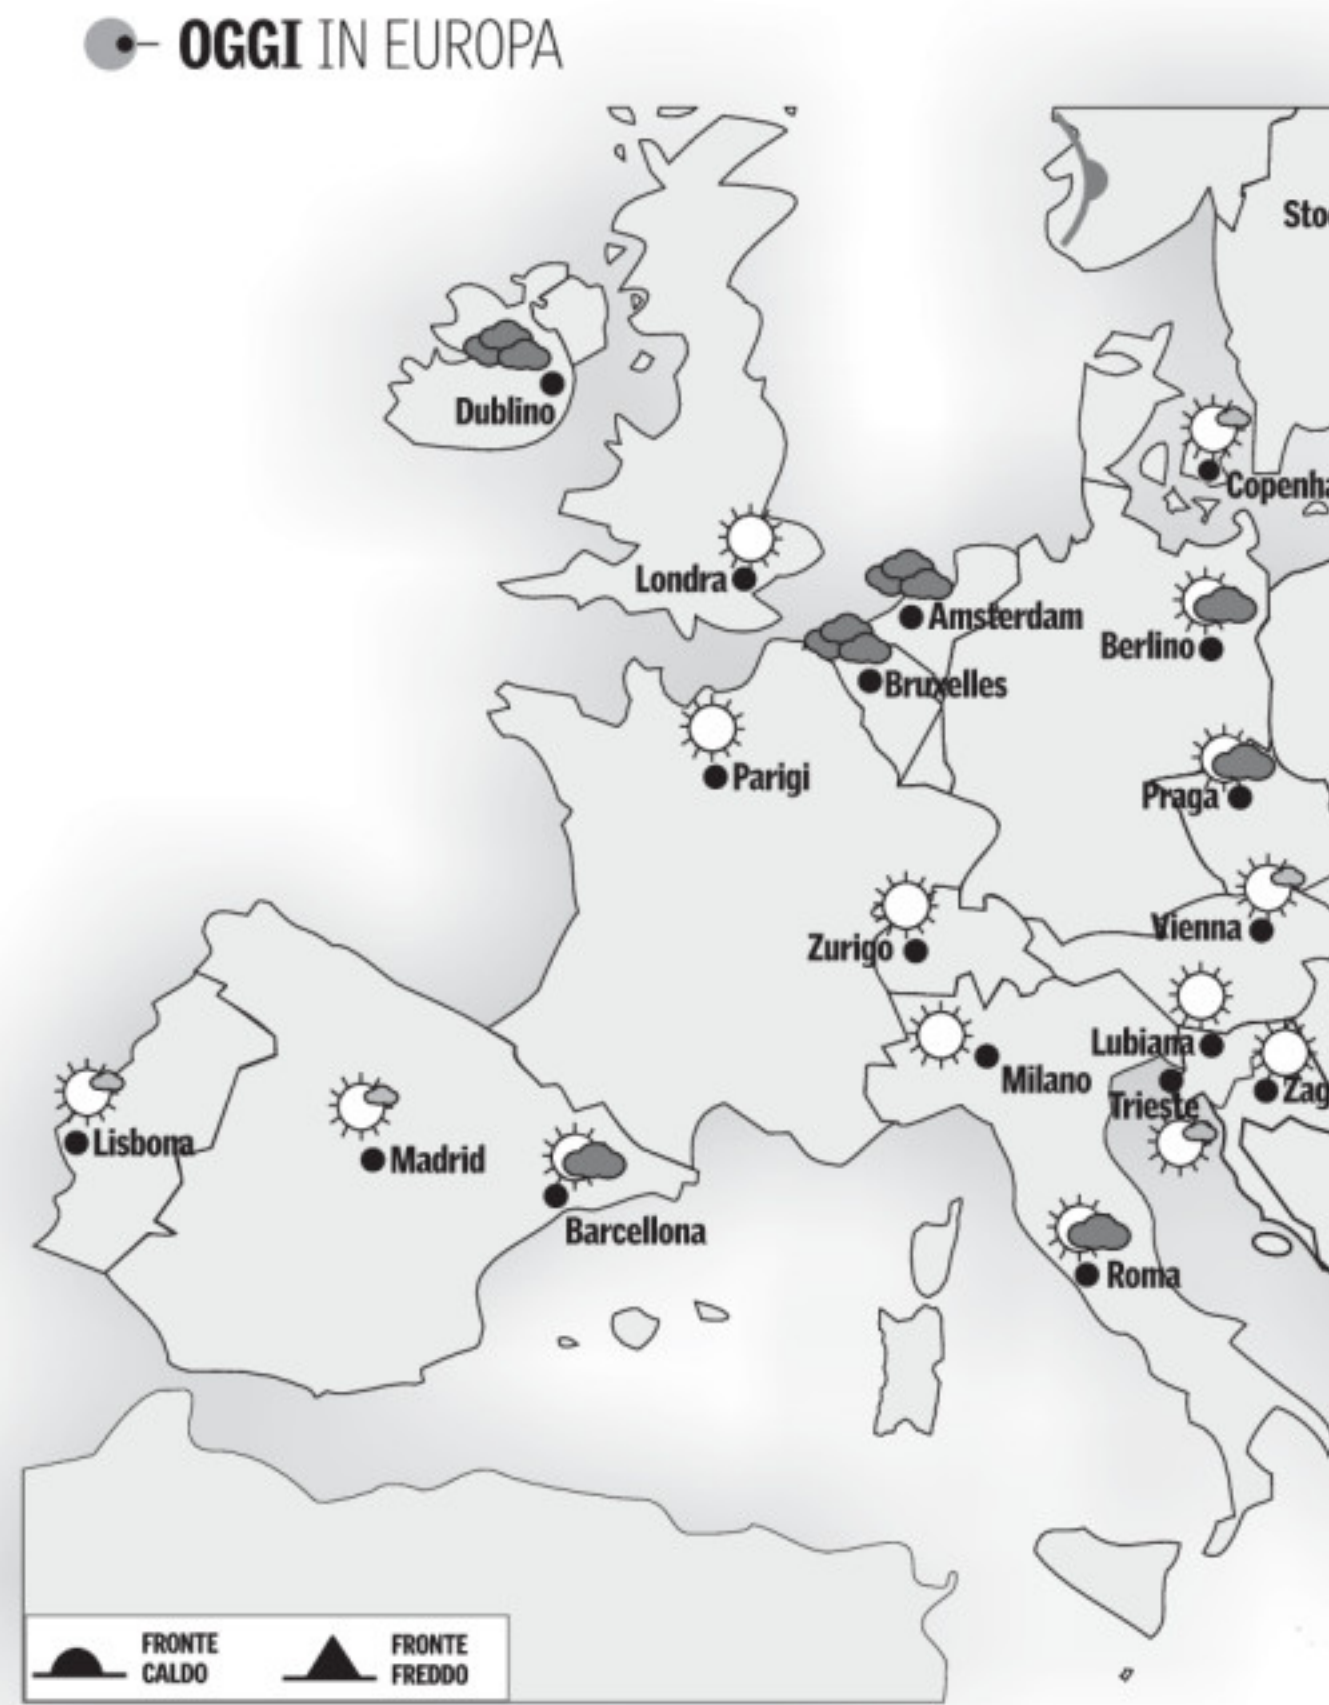 OGGI IN EUROPA
Sto
Dublino
Copenha
Londra
Amsterdam
Berlino
Bruxelles
Parigi
Praga
Vienna
Zurigo
Lubiana
Milano
Zag
Trieste
Lisbona
Madrid
Barcellona
Roma
FRONTE
CALDO
FRONTE
FREDDO